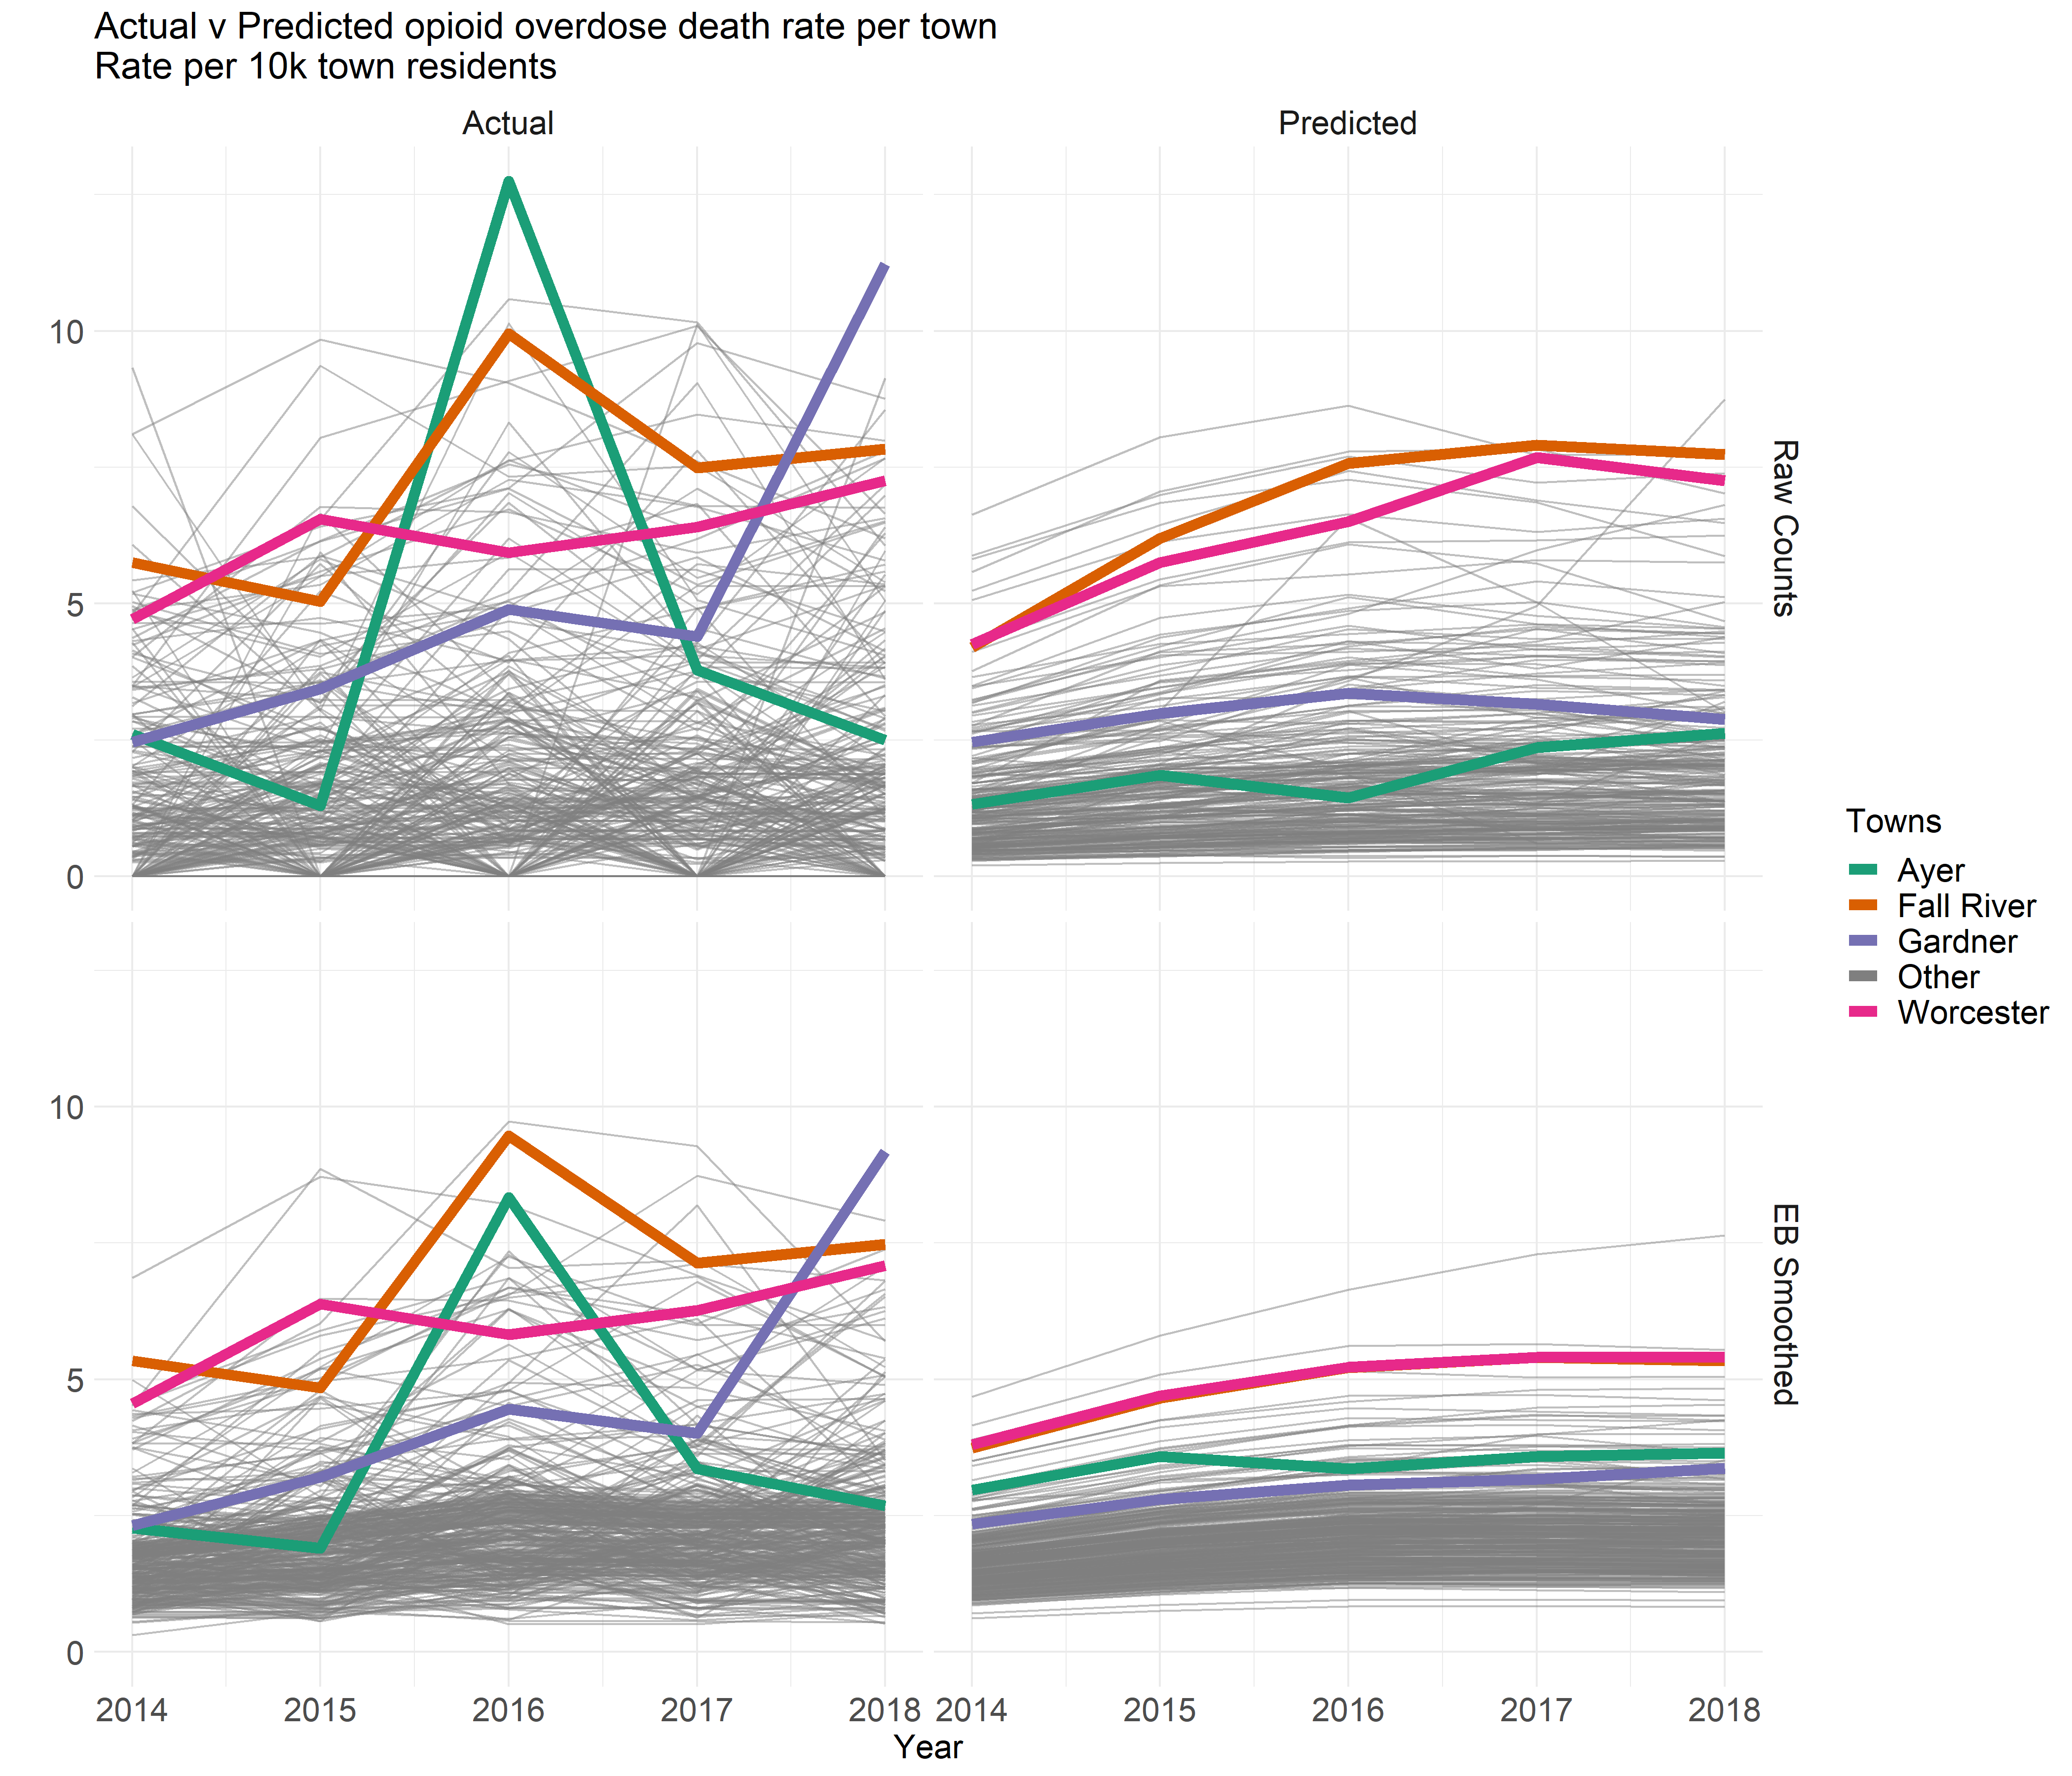 Actual v Predicted opioid overdose death rate per town
Rate per 10k town residents
Actual
Predicted
10
5
0
Raw Counts
10
5
0
EB Smoothed
2014
2015
2016
2017
2018
2014
2015
2016
2017
2018
Year
Towns
Ayer
Fall River
Gardner
Other
Worcester